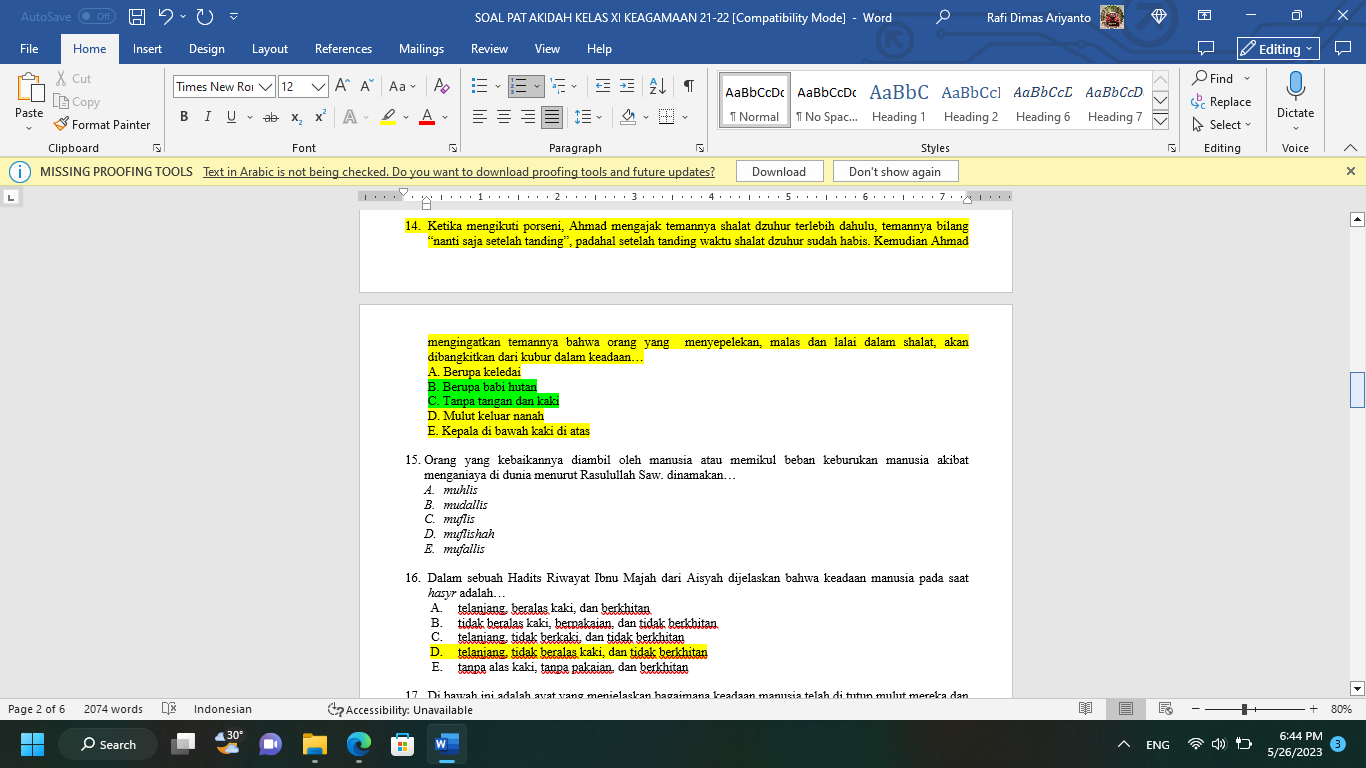 AutoSave Off SOAL PAT AKIDAH KELAS XI KEAGAMAAN 21-22 [Compatibility Mode] - Word Rafi Dimas Ariyanto
File Home Insert Design Layout References Mailings Review View Help Editing
Paste Cut Copy Format Painter
Clipboard
Times New Roı 12
Font
Paragraph
AaBbCcDc AaBbCcDc AaBbC AaBbCcI AaBbCcD AaBbCcD
¶ Normal ¶ No Spac... Heading 1 Heading 2 Heading 6 Heading 7
Styles
Find
Replace
Select
Editing
Dictate
Voice
MISSING PROOFING TOOLS Text in Arabic is not being checked. Do you want to download proofing tools and future updates? Download Don't show again
1 2 3 4 5 6 7
14. Ketika mengikuti porseni, Ahmad mengajak temannya shalat dzuhur terlebih dahulu, temannya bilang
“nanti saja setelah tanding”, padahal setelah tanding waktu shalat dzuhur sudah habis. Kemudian Ahmad
mengingatkan temannya bahwa orang yang menyepelekan, malas dan lalai dalam shalat, akan
dibangkitkan dari kubur dalam keadaan…
A. Berupa keledai
B. Berupa babi hutan
C. Tanpa tangan dan kaki
D. Mulut keluar nanah
E. Kepala di bawah kaki di atas
15. Orang yang kebaikannya diambil oleh manusia atau memikul beban keburukan manusia akibat
menganiaya di dunia menurut Rasulullah Saw. dinamakan…
A. muhlis
B. mudallis
C. muflis
D. muflishah
E. mufallis
16. Dalam sebuah Hadits Riwayat Ibnu Majah dari Aisyah dijelaskan bahwa keadaan manusia pada saat
hasyr adalah…
A. telanjang, beralas kaki, dan berkhitan
B. tidak beralas kaki, berpakaian, dan tidak berkhitan
C. telanjang, tidak berkaki, dan tidak berkhitan
D. telanjang, tidak beralas kaki, dan tidak berkhitan
E. tanpa alas kaki, tanpa pakaian, dan berkhitan
17. Di bawah ini adalah ayat yang menjelaskan bagaimana keadaan manusia telah di tutup mulut mereka dan
Page 2 of 6 2074 words Indonesian Accessibility: Unavailable 80%
Search 30° ENG 6:44 PM
5/26/2023 3